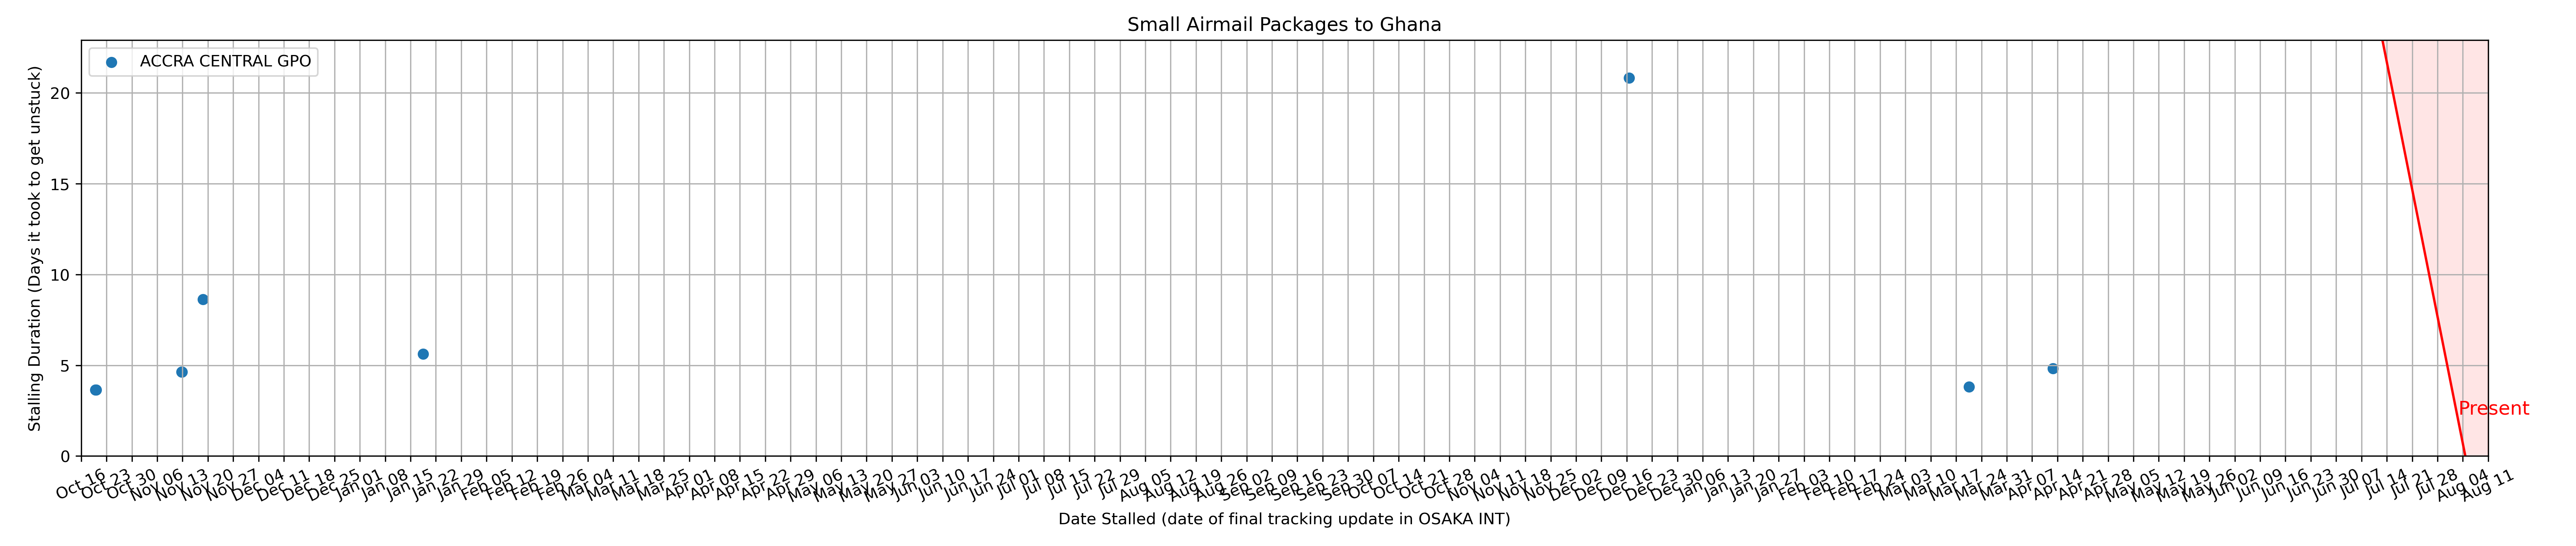 Small Airmail Packages to Ghana
ACCRA CENTRAL GPO
Stalling Duration (Days it took to get unstuck)
20
15
10
5
0
Oct 16
Oct 23
Oct 30
Nov 06
Nov 13
Nov 20
Nov 27
Dec 04
Dec 11
Dec 18
Dec 25
Jan 01
Jan 08
Jan 15
Jan 22
Jan 29
Feb 05
Feb 12
Feb 19
Feb 26
Mar 04
Mar 11
Mar 18
Mar 25
Apr 01
Apr 08
Apr 15
Apr 22
Apr 29
May 06
May 13
May 20
May 27
Jun 03
Jun 10
Jun 17
Jun 24
Jul 01
Jul 08
Jul 15
Jul 22
Jul 29
Aug 05
Aug 12
Aug 19
Aug 26
Sep 02
Sep 09
Sep 16
Sep 23
Sep 30
Oct 07
Oct 14
Oct 21
Oct 28
Nov 04
Nov 11
Nov 18
Nov 25
Dec 02
Dec 09
Dec 16
Dec 23
Dec 30
Jan 06
Jan 13
Jan 20
Jan 27
Feb 03
Feb 10
Feb 17
Feb 24
Mar 03
Mar 10
Mar 17
Mar 24
Mar 31
Apr 07
Apr 14
Apr 21
Apr 28
May 05
May 12
May 19
May 26
Jun 02
Jun 09
Jun 16
Jun 23
Jun 30
Jul 07
Jul 14
Jul 21
Jul 28
Aug 04
Aug 11
Present
Date Stalled (date of final tracking update in OSAKA INT)